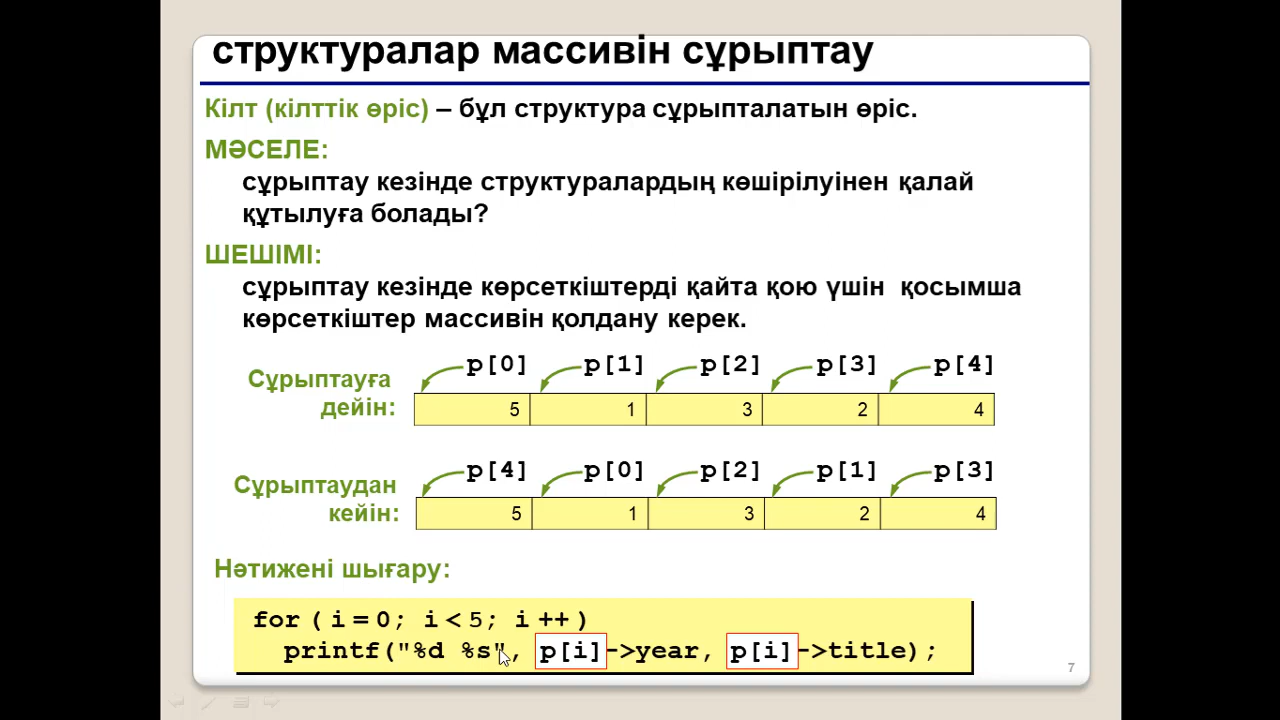 структуралар массивін сұрыптау
Кілт (кілттік өріс) – бұл структура сұрыпталатын өріс.
МӘСЕЛЕ:
сұрыптау кезінде структуралардың көшірілуінен қалай
құтылуға болады?
ШЕШІМІ:
сұрыптау кезінде көрсеткіштерді қайта қою үшін қосымша
көрсеткіштер массивін қолдану керек.
p[0] p[1] p[2] p[3] p[4]
Сұрыптауға
дейін:
5 1 3 2 4
p[4] p[0] p[2] p[1] p[3]
Сұрыптаудан
кейін:
5 1 3 2 4
Нәтижені шығару:
for ( i = 0; i < 5; i ++ )
printf("%d %s", p[i]->year, p[i]->title);
7